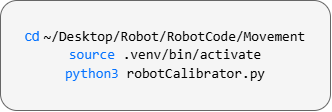 cd ~/Desktop/Robot/RobotCode/Movement
source .venv/bin/activate
python3 robotCalibrator.py